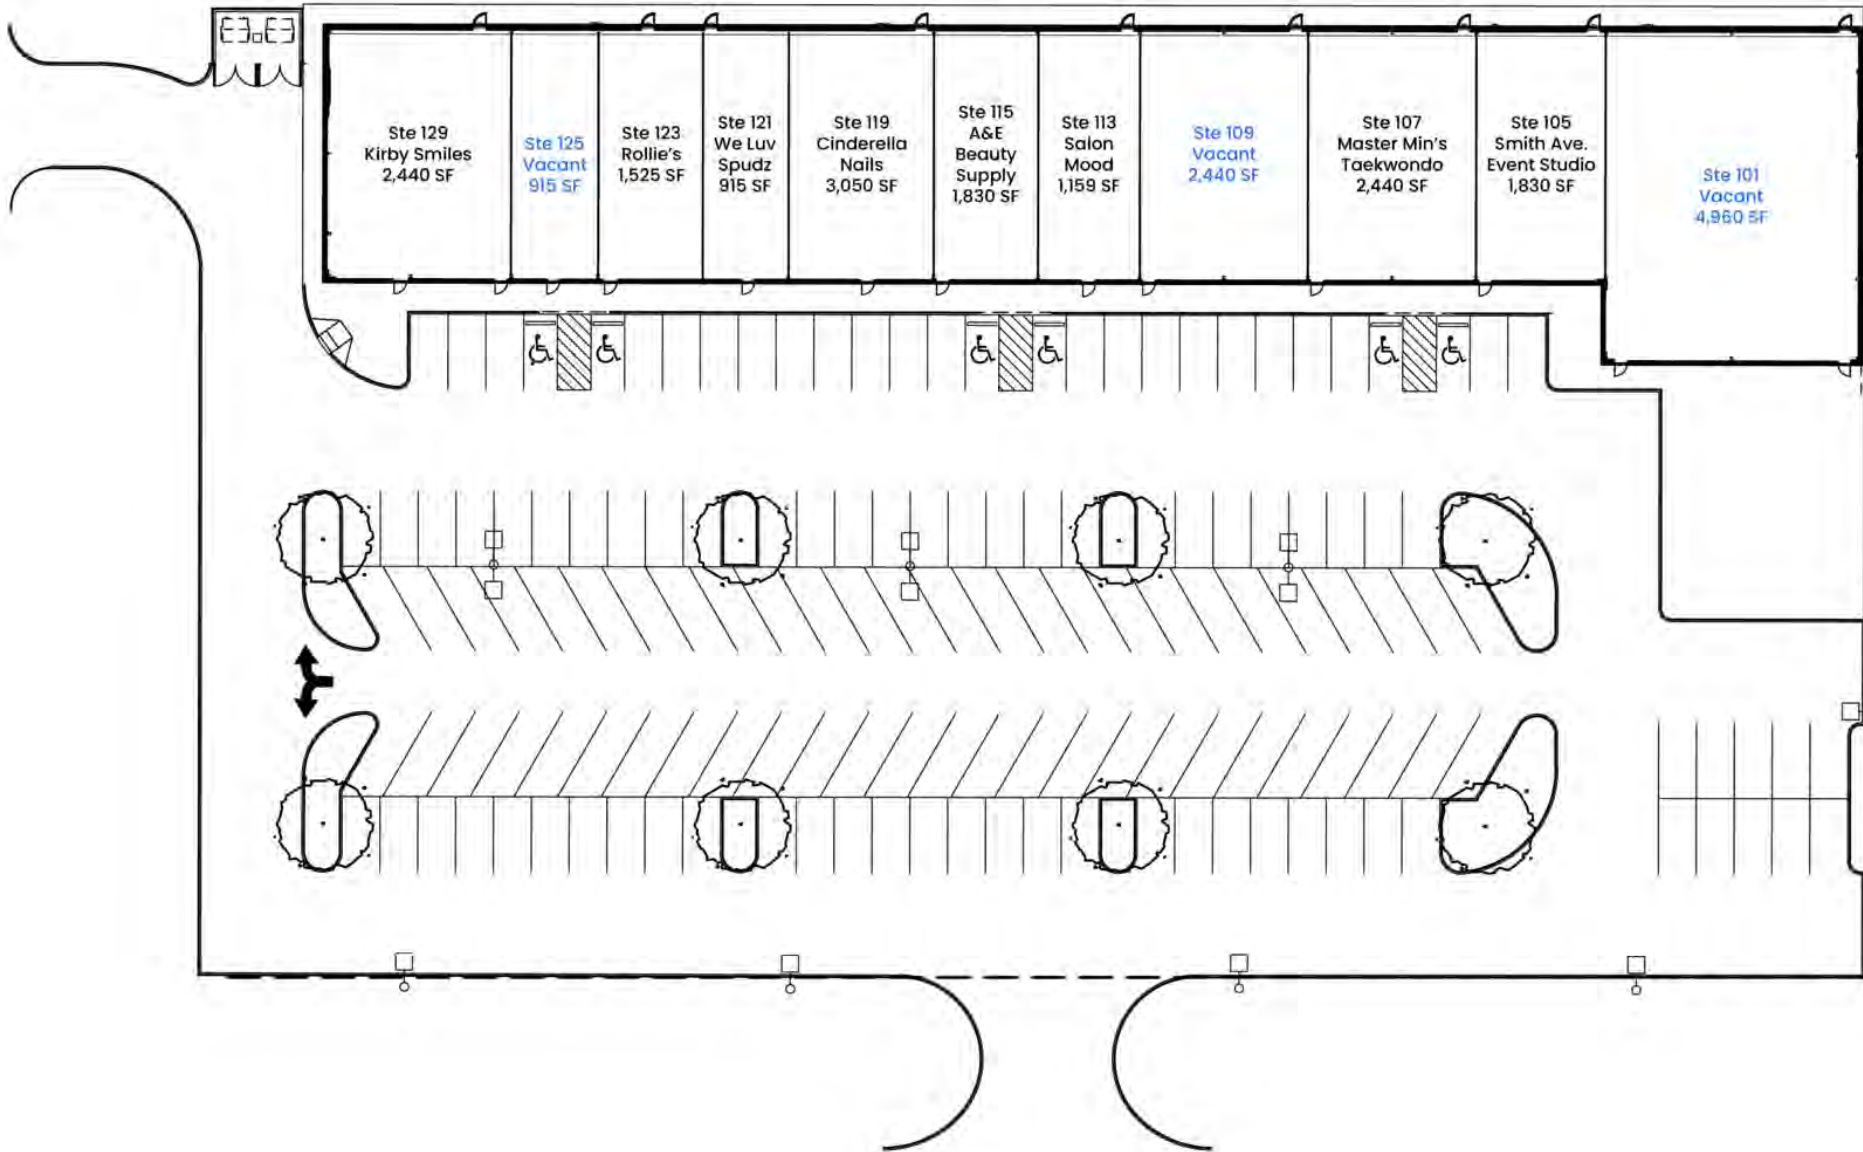 Ste 129
Kirby Smiles
2,440 SF
Ste 125
Vacant
915 SF
Ste 123
Rollie's
1,525 SF
Ste 121
We Luv
Spudz
915 SF
Ste 119
Cinderella
Nails
3,050 SF
Ste 115
A&E
Beauty
Supply
1,830 SF
Ste 113
Salon
Mood
1,159 SF
Ste 109
Vacant
2,440 SF
Ste 107
Master Min's
Taekwondo
2,440 SF
Ste 105
Smith Ave.
Event Studio
1,830 SF
Ste 101
Vacant
4,960 SF